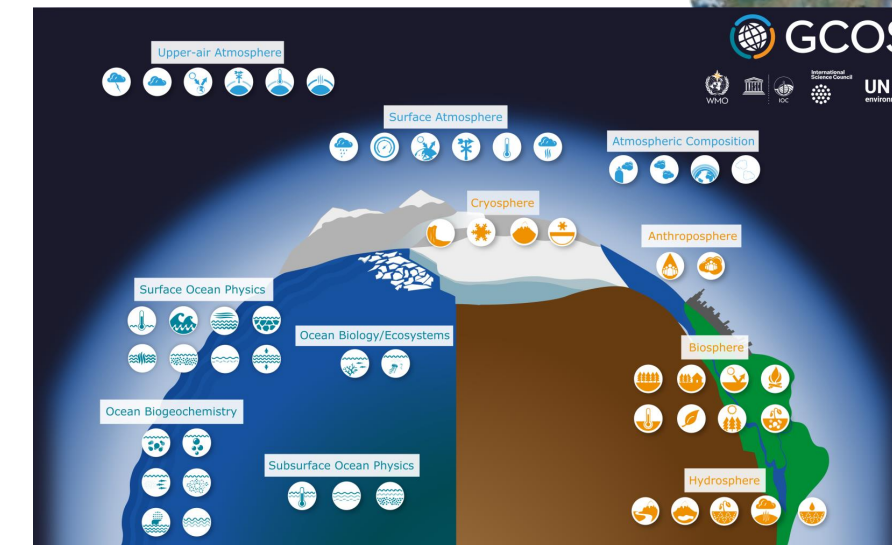 GCOS
Upper-air Atmosphere
International
Science Council
WMO
IOC
UN
Surface Atmosphere
Atmospheric Composition
Cryosphere
Anthroposphere
Surface Ocean Physics
Ocean Biology/Ecosystems
Biosphere
Ocean Biogeochemistry
Subsurface Ocean Physics
Hydrosphere